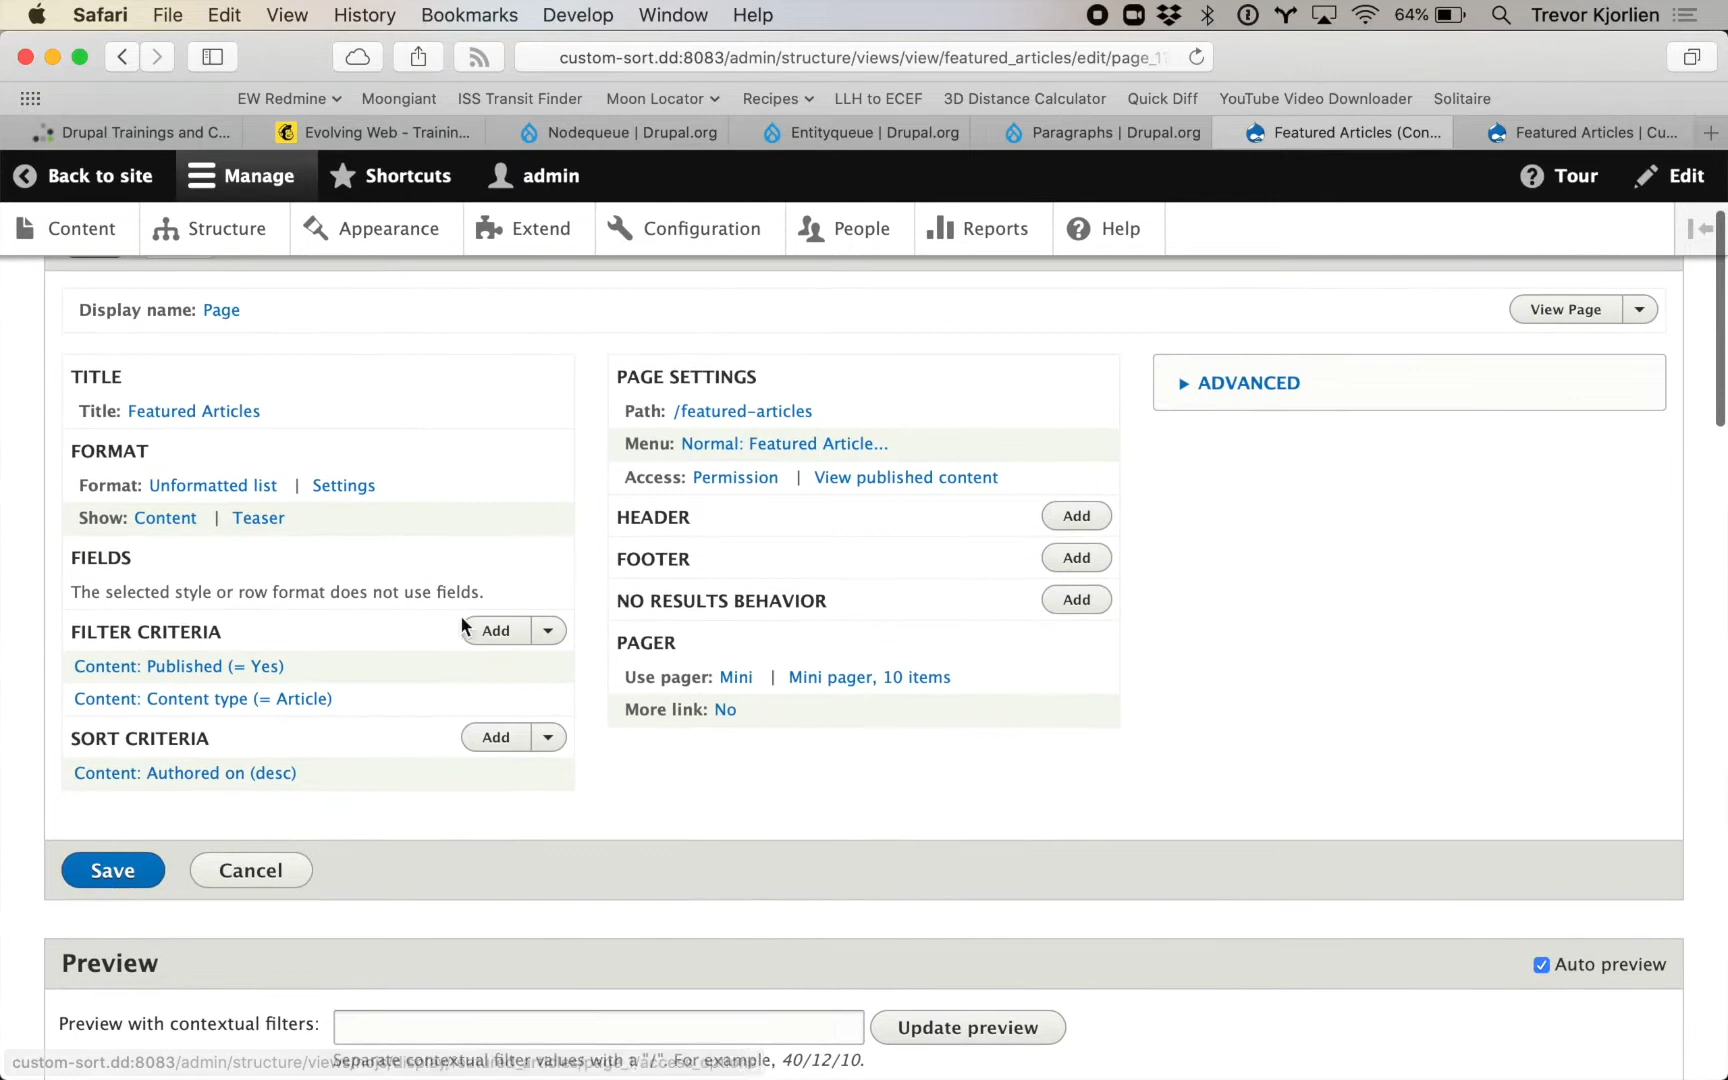 Safari File Edit View History Bookmarks Develop Window Help 64% Trevor Kjorlien
custom-sort.dd:8083/admin/structure/views/view/featured_articles/edit/page_1
EW Redmine Moongiant ISS Transit Finder Moon Locator Recipes LLH to ECEF 3D Distance Calculator Quick Diff YouTube Video Downloader Solitaire
Drupal Trainings and C... Evolving Web - Trainin... Nodequeue | Drupal.org Entityqueue | Drupal.org Paragraphs | Drupal.org Featured Articles (Con... Featured Articles | Cu... +
Back to site Manage Shortcuts admin Tour Edit
Content Structure Appearance Extend Configuration People Reports Help
Display name: Page View Page
TITLE
Title: Featured Articles
FORMAT
Format: Unformatted list | Settings
Show: Content | Teaser
FIELDS
The selected style or row format does not use fields.
FILTER CRITERIA Add
Content: Published (= Yes)
Content: Content type (= Article)
SORT CRITERIA Add
Content: Authored on (desc)
PAGE SETTINGS
Path: /featured-articles
Menu: Normal: Featured Article...
Access: Permission | View published content
HEADER Add
FOOTER Add
NO RESULTS BEHAVIOR Add
PAGER
Use pager: Mini | Mini pager, 10 items
More link: No
ADVANCED
Save Cancel
Preview Auto preview
Preview with contextual filters: Update preview
Separate contextual filter values with a "/". For example, 40/12/10.
custom-sort.dd:8083/admin/structure/views